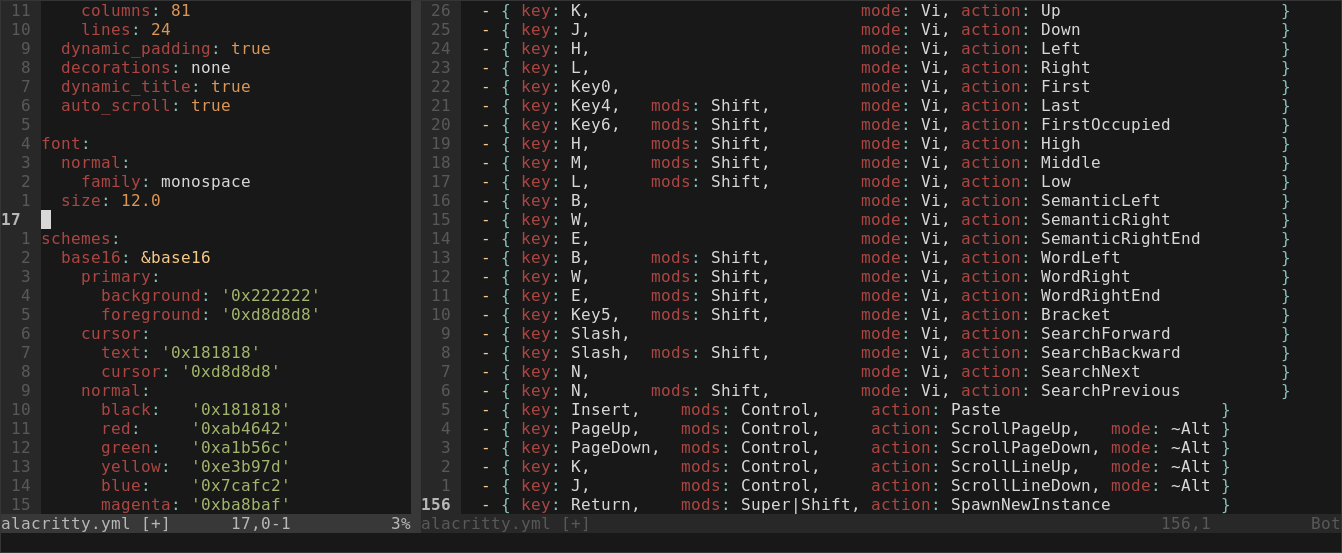 11     columns: 81
10     lines: 24
 9   dynamic_padding: true
 8   decorations: none
 7   dynamic_title: true
 6   auto_scroll: true
 5
 4 font:
 3   normal:
 2     family: monospace
 1   size: 12.0
17
 1 schemes:
 2   base16: &base16
 3     primary:
 4       background: '0x222222'
 5       foreground: '0xd8d8d8'
 6     cursor:
 7       text: '0x181818'
 8       cursor: '0xd8d8d8'
 9     normal:
10       black:   '0x181818'
11       red:     '0xab4642'
12       green:   '0xa1b56c'
13       yellow:  '0xe3b97d'
14       blue:    '0x7cafc2'
15       magenta: '0xba8baf'
alacritty.yml [+]      17,0-1          3%
26   - { key: K,                           mode: Vi, action: Up                      }
25   - { key: J,                           mode: Vi, action: Down                    }
24   - { key: H,                           mode: Vi, action: Left                    }
23   - { key: L,                           mode: Vi, action: Right                   }
22   - { key: Key0,                        mode: Vi, action: First                   }
21   - { key: Key4,   mods: Shift,         mode: Vi, action: Last                    }
20   - { key: Key6,   mods: Shift,         mode: Vi, action: FirstOccupied           }
19   - { key: H,      mods: Shift,         mode: Vi, action: High                    }
18   - { key: M,      mods: Shift,         mode: Vi, action: Middle                  }
17   - { key: L,      mods: Shift,         mode: Vi, action: Low                     }
16   - { key: B,                           mode: Vi, action: SemanticLeft            }
15   - { key: W,                           mode: Vi, action: SemanticRight           }
14   - { key: E,                           mode: Vi, action: SemanticRightEnd        }
13   - { key: B,      mods: Shift,         mode: Vi, action: WordLeft                }
12   - { key: W,      mods: Shift,         mode: Vi, action: WordRight               }
11   - { key: E,      mods: Shift,         mode: Vi, action: WordRightEnd            }
10   - { key: Key5,   mods: Shift,         mode: Vi, action: Bracket                 }
 9   - { key: Slash,                       mode: Vi, action: SearchForward           }
 8   - { key: Slash,  mods: Shift,         mode: Vi, action: SearchBackward          }
 7   - { key: N,                           mode: Vi, action: SearchNext              }
 6   - { key: N,      mods: Shift,         mode: Vi, action: SearchPrevious          }
 5   - { key: Insert,    mods: Control,     action: Paste                      }
 4   - { key: PageUp,    mods: Control,     action: ScrollPageUp,   mode: ~Alt }
 3   - { key: PageDown,  mods: Control,     action: ScrollPageDown, mode: ~Alt }
 2   - { key: K,         mods: Control,     action: ScrollLineUp,   mode: ~Alt }
 1   - { key: J,         mods: Control,     action: ScrollLineDown, mode: ~Alt }
156   - { key: Return,    mods: Super|Shift, action: SpawnNewInstance           }
alacritty.yml [+]                                                         156,1          Bot